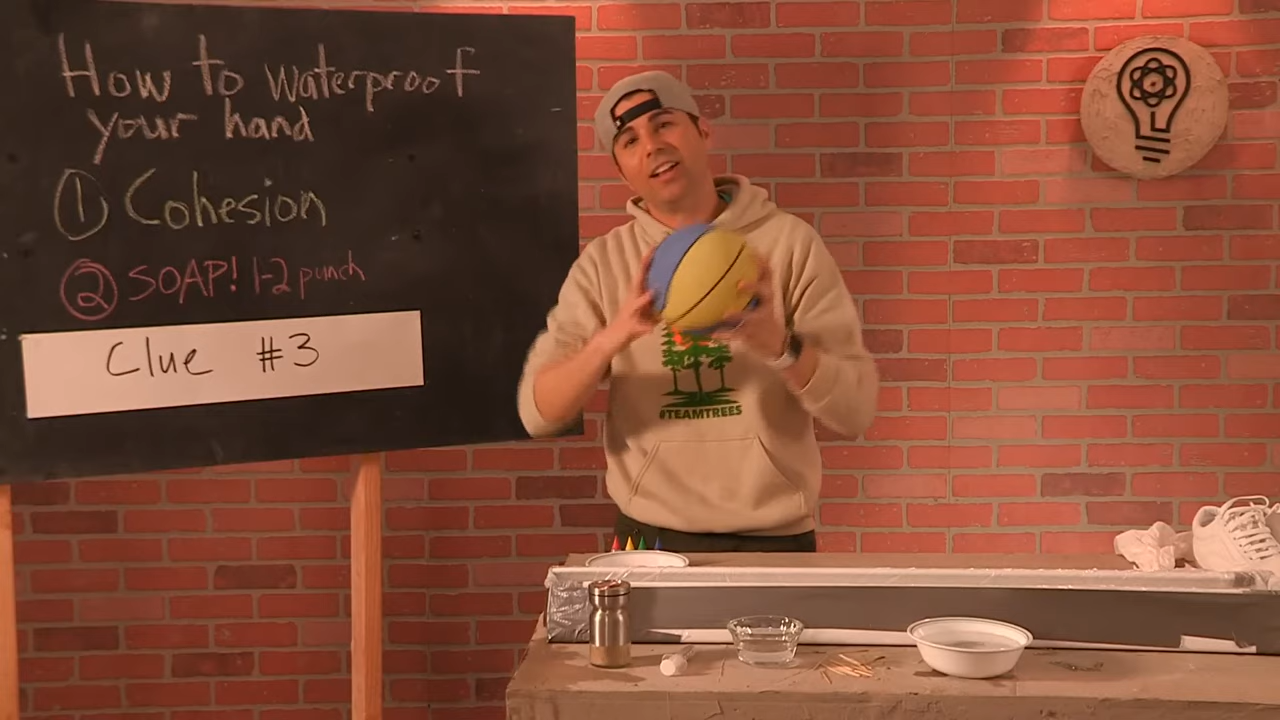 How to waterproof
your hand
① Cohesion
② SOAP! 1-2 punch
Clue #3
#TEAMTREES